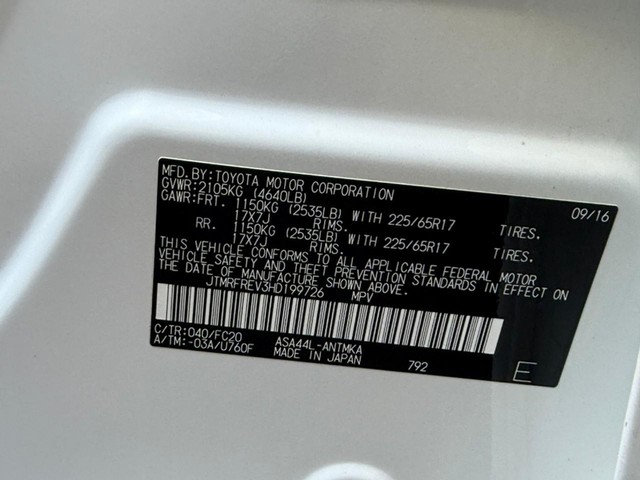 MFD.BY:TOYOTA MOTOR CORPORATION 09/16
GVWR:2105KG (4640LB)
GAWR:FRT. 1150KG (2535LB) WITH 225/65R17 TIRES.
17X7J RIMS.
RR. 1150KG (2535LB) WITH 225/65R17 TIRES.
17X7J RIMS.
THIS VEHICLE CONFORMS TO ALL APPLICABLE FEDERAL MOTOR
VEHICLE SAFETY AND THEFT PREVENTION STANDARDS IN EFFECT ON
THE DATE OF MANUFACTURE SHOWN ABOVE.
JTMRFREV3HD199726 MPV
C/TR:040/FC20 ASA44L-ANTMKA
A/TM:-03A/U760F MADE IN JAPAN 792 E